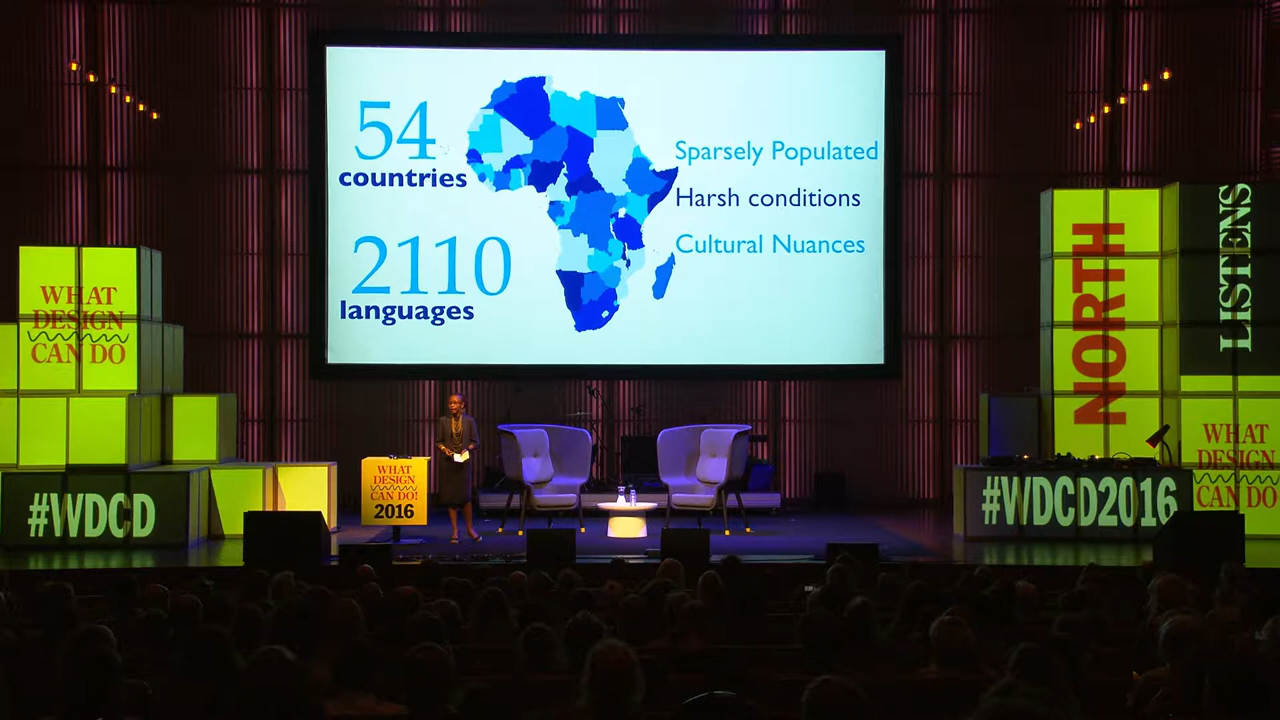 54
countries
2110
languages
Sparsely Populated
Harsh conditions
Cultural Nuances
WHAT
DESIGN
CAN DO
#WDCD
WHAT
DESIGN
CAN DO!
2016
NORTH
LISTENS
WHAT
DESIGN
CAN DO
#WDCD2016